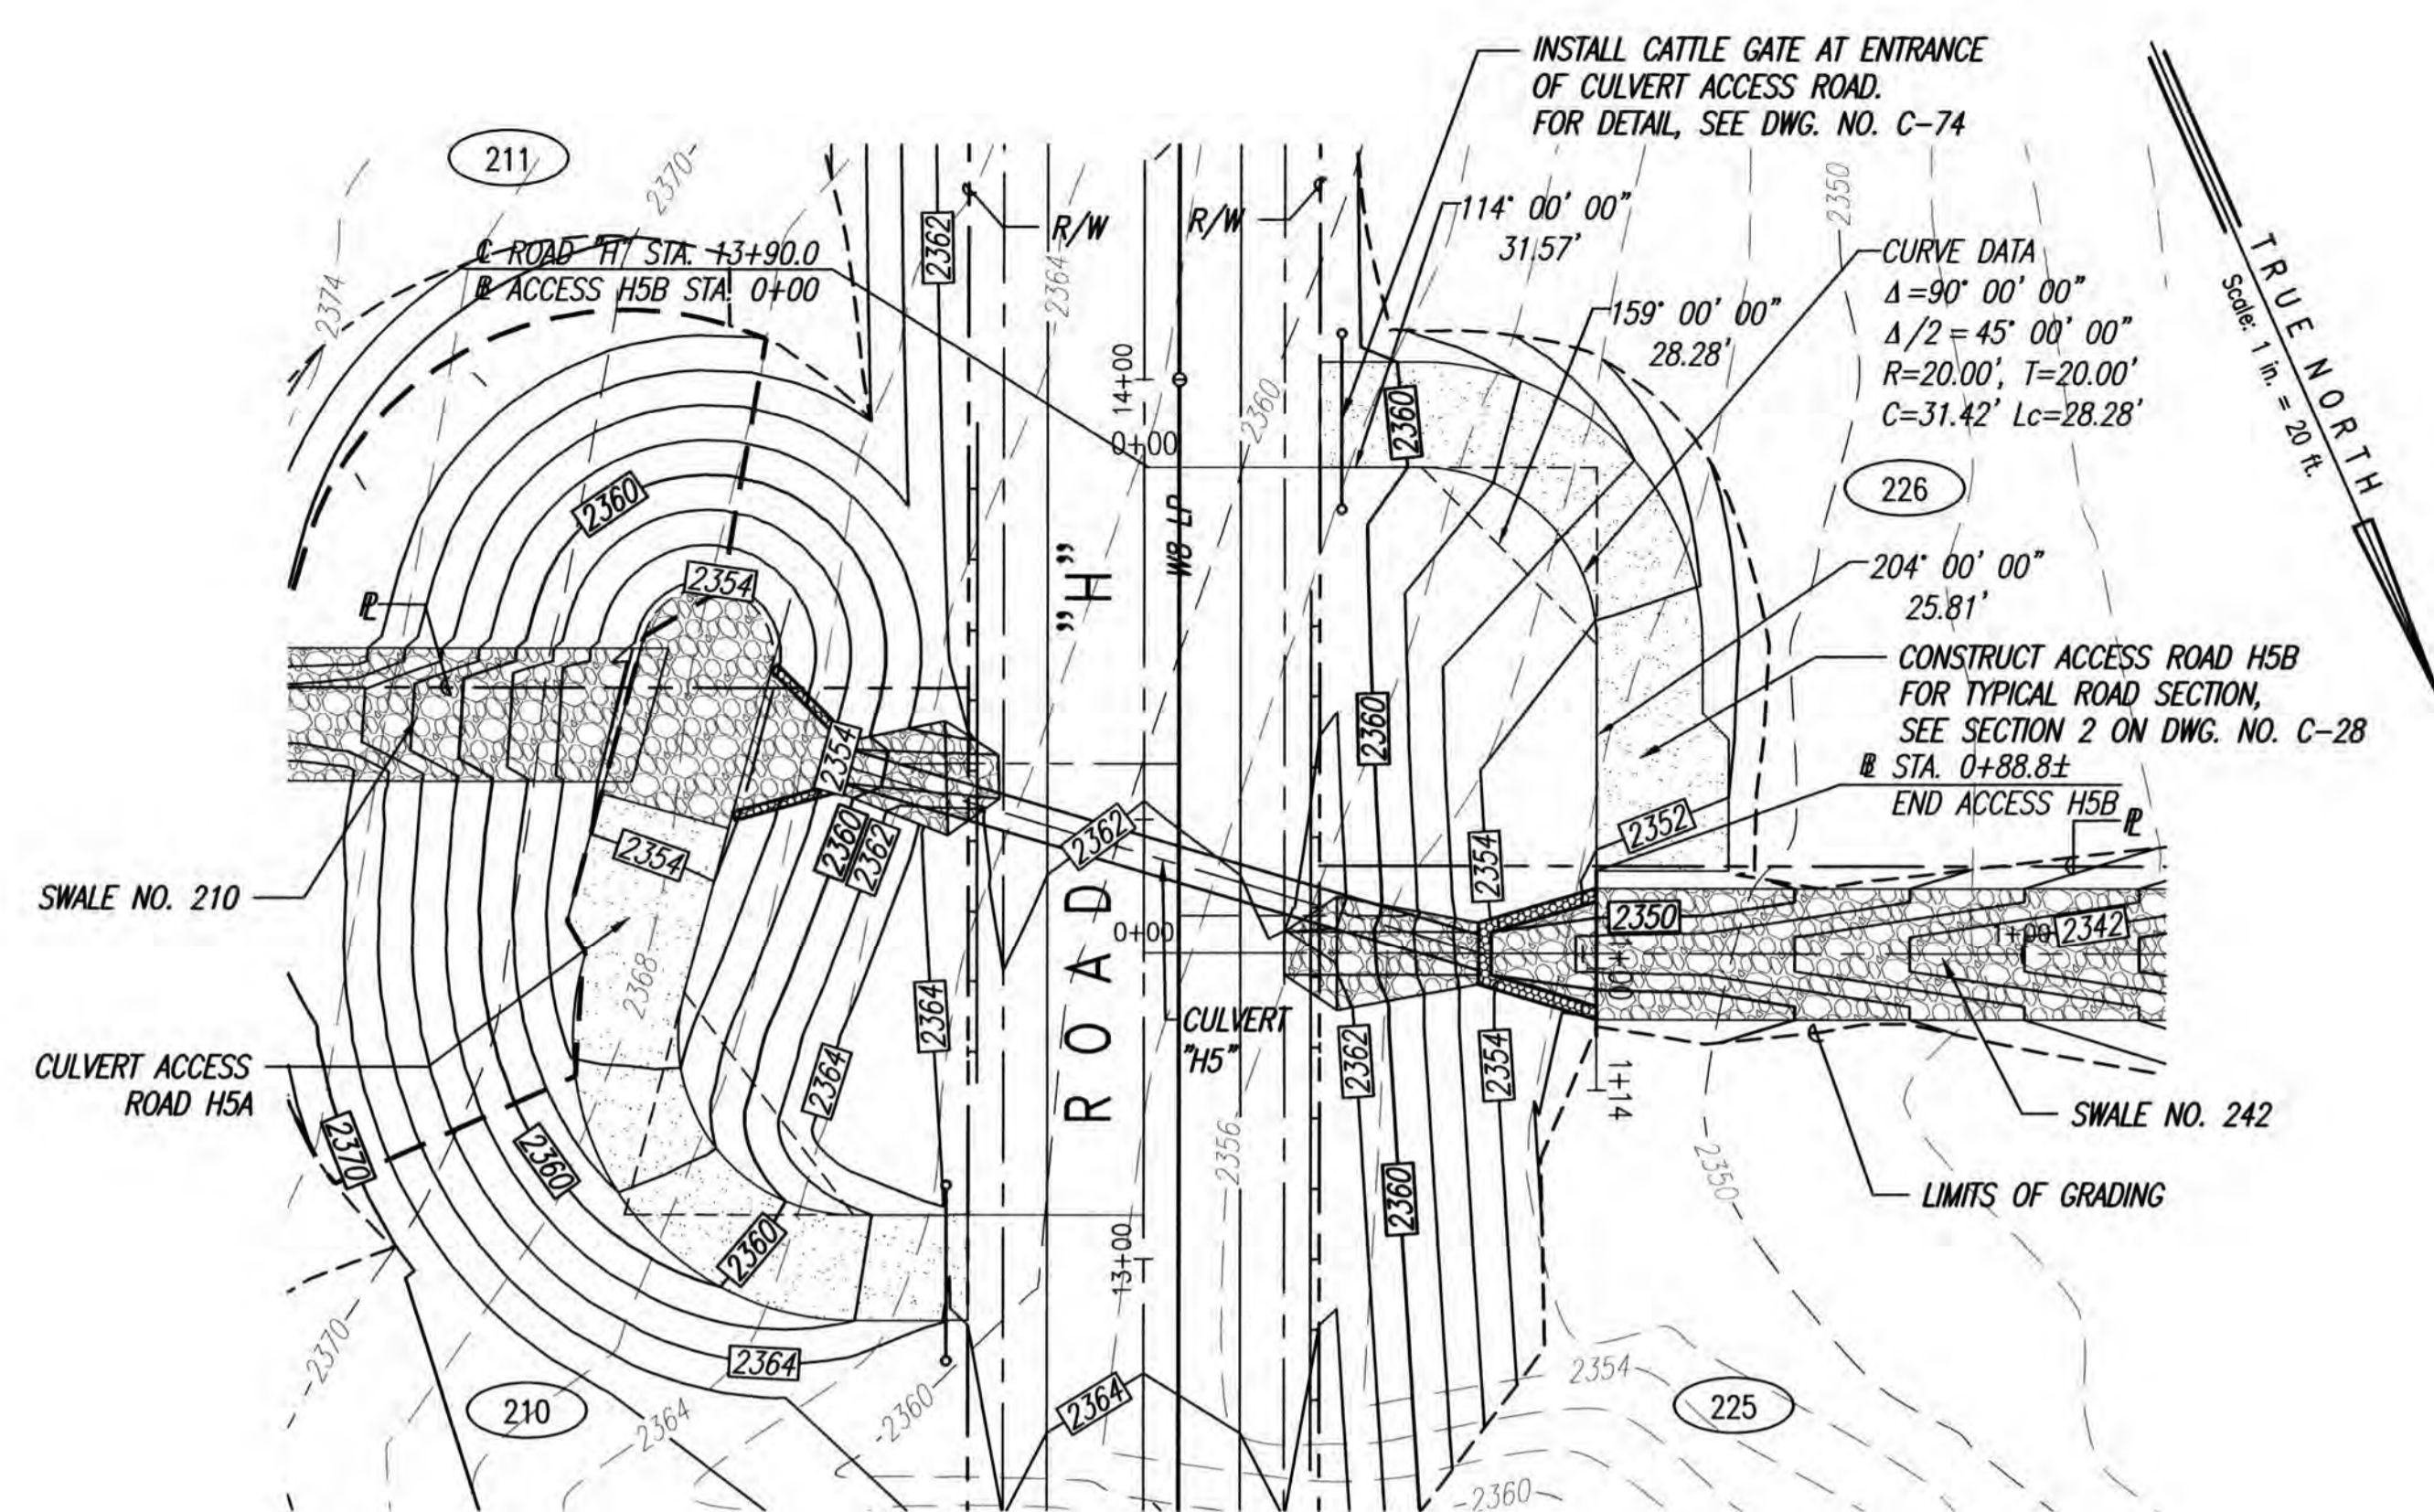 INSTALL CATTLE GATE AT ENTRANCE
OF CULVERT ACCESS ROAD.
FOR DETAIL, SEE DWG. NO. C-74
211
2370
2374
℄ ROAD "H" STA. 13+90.0
ACCESS H5B STA. 0+00
2362
R/W
R/W
2364
114° 00' 00"
31.57'
159° 00' 00"
28.28'
2350
CURVE DATA
Δ=90° 00' 00"
Δ/2=45° 00' 00"
R=20.00', T=20.00'
C=31.42' Lc=28.28'
TRUE NORTH
Scale: 1 in. = 20 ft.
14+00
0+00
2360
2360
2360
226
W8 LP
2354
204° 00' 00"
25.81'
CONSTRUCT ACCESS ROAD H5B
FOR TYPICAL ROAD SECTION,
SEE SECTION 2 ON DWG. NO. C-28
STA. 0+88.8±
END ACCESS H5B
ROAD "H"
2360
2354
2362
2360
2362
2354
2354
2352
SWALE NO. 210
2368
2364
0+00
2350
1+00
1+00
2342
CULVERT ACCESS
ROAD H5A
CULVERT
"H5"
2364
2362
2354
1+14
SWALE NO. 242
2370
2360
2356
2360
2350
LIMITS OF GRADING
2360
13+00
2370
2364
2364
2354
210
2364
2360
225
2360